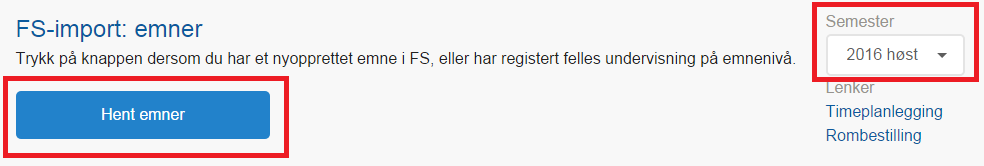 FS-import: emner
Trykk på knappen dersom du har et nyopprettet emne i FS, eller har registert felles undervisning på emnenivå.
Hent emner
Semester
2016 høst
Lenker
Timeplanlegging
Rombestilling